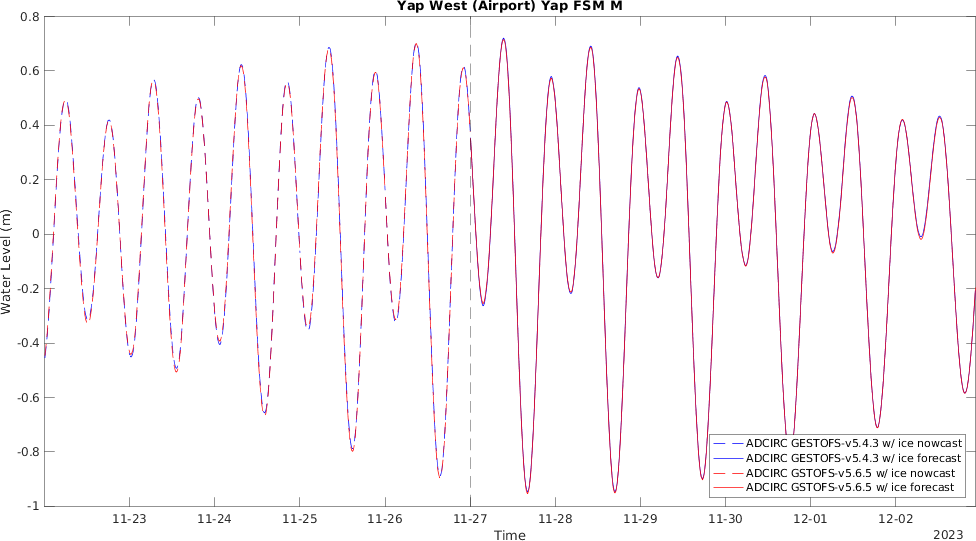 Yap West (Airport) Yap FSM M
0.8
0.6
0.4
0.2
0
-0.2
-0.4
-0.6
-0.8
-1
Water Level (m)
ADCIRC GESTOFS-v5.4.3 w/ ice nowcast
ADCIRC GESTOFS-v5.4.3 w/ ice forecast
ADCIRC GSTOFS-v5.6.5 w/ ice nowcast
ADCIRC GSTOFS-v5.6.5 w/ ice forecast
11-23 11-24 11-25 11-26 11-27 11-28 11-29 11-30 12-01 12-02
Time
2023